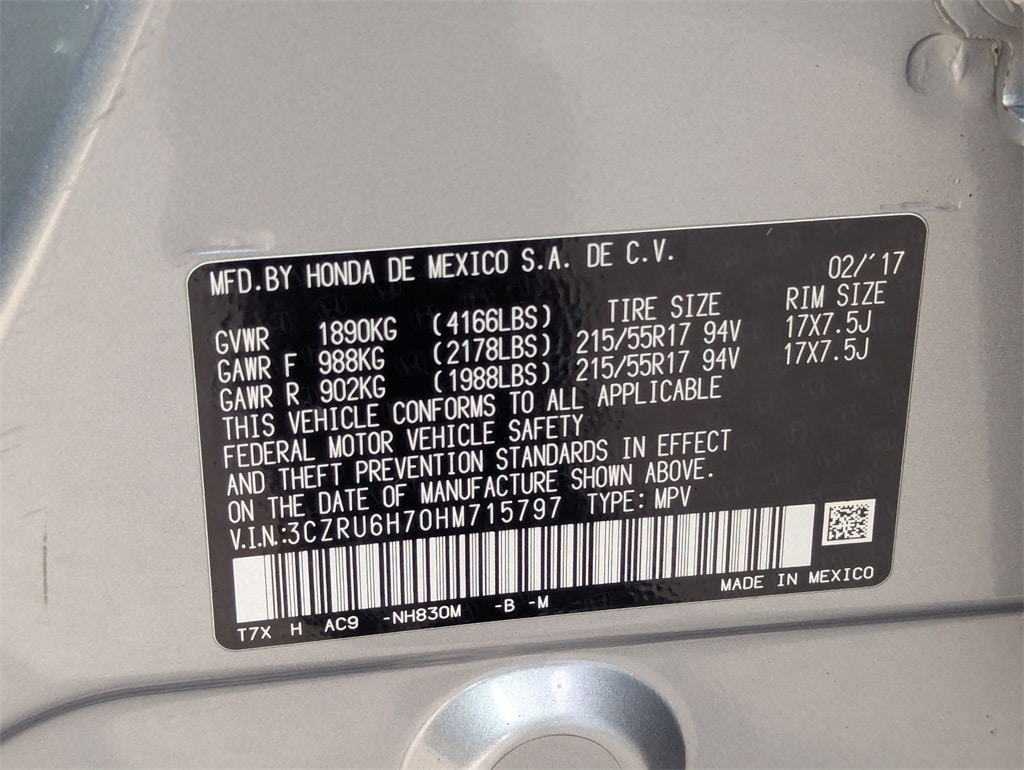 MFD.BY HONDA DE MEXICO S.A. DE C.V. 02/'17
TIRE SIZE RIM SIZE
GVWR 1890KG (4166LBS)
GAWR F 988KG (2178LBS) 215/55R17 94V 17X7.5J
GAWR R 902KG (1988LBS) 215/55R17 94V 17X7.5J
THIS VEHICLE CONFORMS TO ALL APPLICABLE
FEDERAL MOTOR VEHICLE SAFETY
AND THEFT PREVENTION STANDARDS IN EFFECT
ON THE DATE OF MANUFACTURE SHOWN ABOVE.
V.I.N.:3CZRU6H70HM715797 TYPE: MPV
MADE IN MEXICO
T7X H AC9 -NH830M -B -M